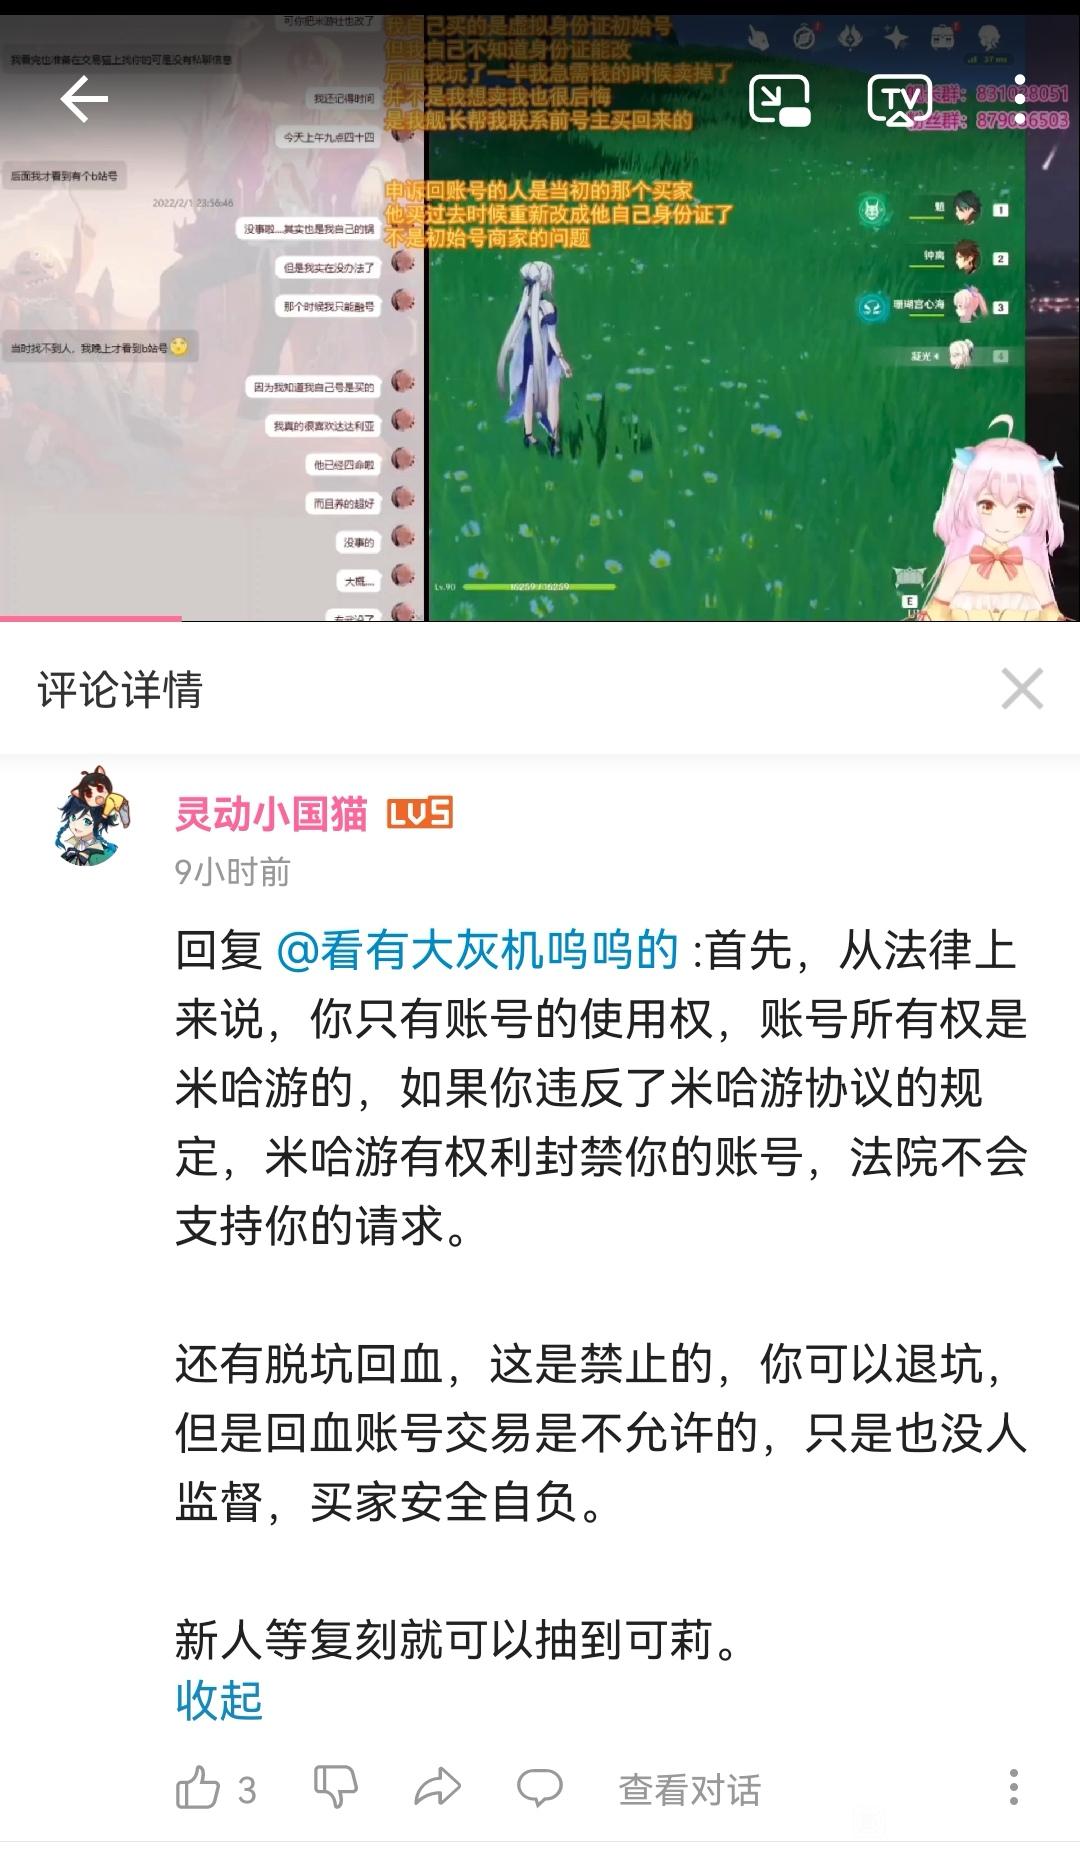 可你把米游社也改了
我看完也准备在交易猫上找你的可是没有私聊信息
我还记得时间
今天上午九点四十四
后面我才看到有个b站号
2022/2/1 23:56:46
没事啦...其实也是我自己的锅
但是我实在没办法了
那个时候我只能融号
当时找不到人，我晚上才看到b站号
因为我知道我自己号是买的
我真的很喜欢达达利亚
他已经四命啦
而且养的超好
没事的
大概...
专武没了
我自己买的是虚拟身份证初始号
但我自己不知道身份证能改
后面我玩了一半我急需钱的时候卖掉了
并不是我想卖我也很后悔
是我舰长帮我联系前号主买回来的
申诉回账号的人是当初的那个买家
他买过去时候重新改成他自己身份证了
不是初始号商家的问题
TV
37 ms
粉丝群：879036503
魈 1
钟离 2
珊瑚宫心海 3
凝光 4
Lv.90 16259/16259
E
评论详情
灵动小国猫 LV5
9小时前
回复 @看有大灰机呜呜的 :首先，从法律上
来说，你只有账号的使用权，账号所有权是
米哈游的，如果你违反了米哈游协议的规
定，米哈游有权利封禁你的账号，法院不会
支持你的请求。
还有脱坑回血，这是禁止的，你可以退坑，
但是回血账号交易是不允许的，只是也没人
监督，买家安全自负。
新人等复刻就可以抽到可莉。
收起
3
查看对话